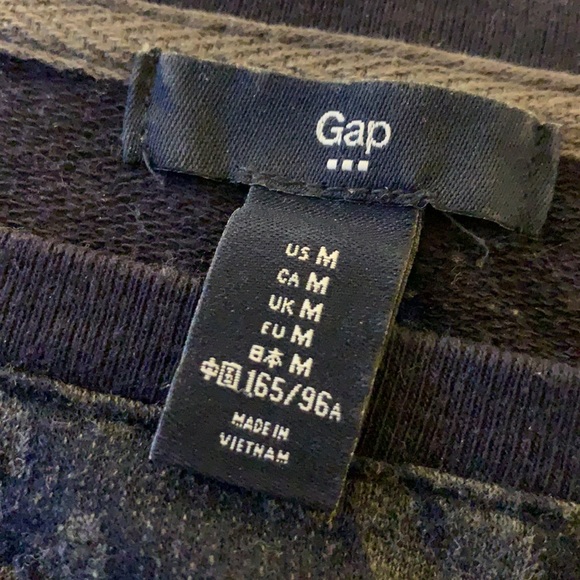 Gap
US M
CA M
UK M
EU M
日本 M
中国 165/96A
MADE IN
VIETNAM